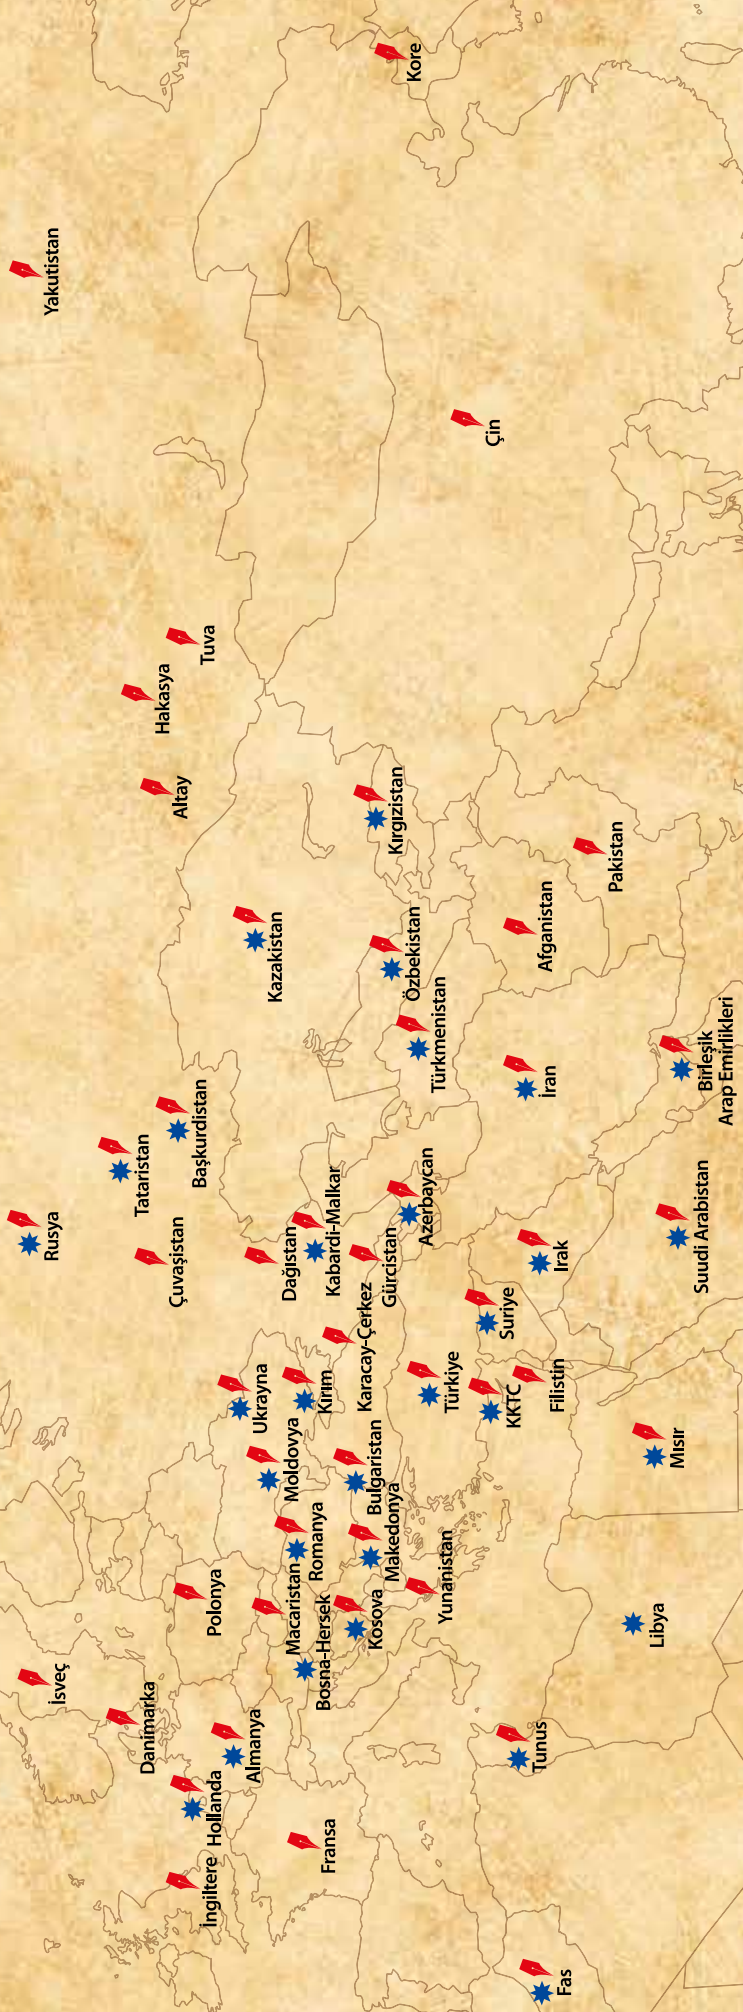 Kore
Yakutistan
Çin
Tuva
Hakasya
Altay
Kırgızistan
Pakistan
Afganistan
Kazakistan
Özbekistan
Türkmenistan
İran
Birleşik
Arap Emirlikleri
Başkurdistan
Tataristan
Rusya
Çuvaşistan
Dağıstan
Kabardi-Malkar
Azerbaycan
Gürcistan
Karacay-Çerkez
Irak
Suudi Arabistan
Suriye
Filistin
KKTC
Türkiye
Kırım
Ukrayna
Moldovya
Bulgaristan
Mısır
Romanya
Makedonya
Yunanistan
Polonya
Macaristan
Bosna-Hersek
Kosova
Libya
İsveç
Danimarka
Almanya
Tunus
Hollanda
Fransa
İngiltere
Fas